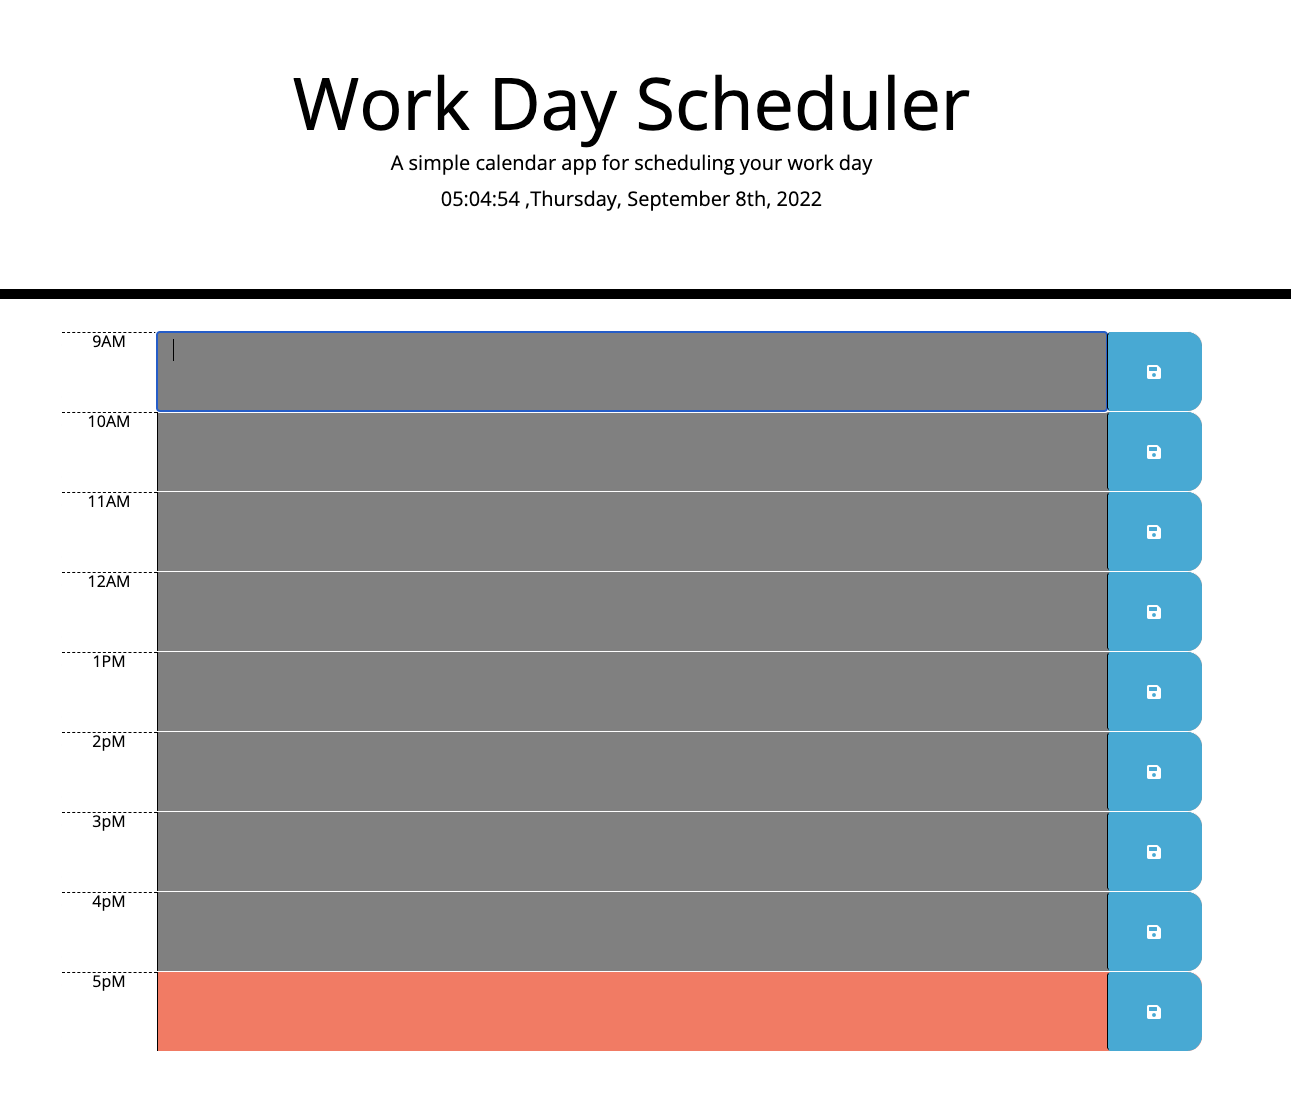 Work Day Scheduler
A simple calendar app for scheduling your work day
05:04:54 ,Thursday, September 8th, 2022
9AM
10AM
11AM
12AM
1PM
2pM
3pM
4pM
5pM